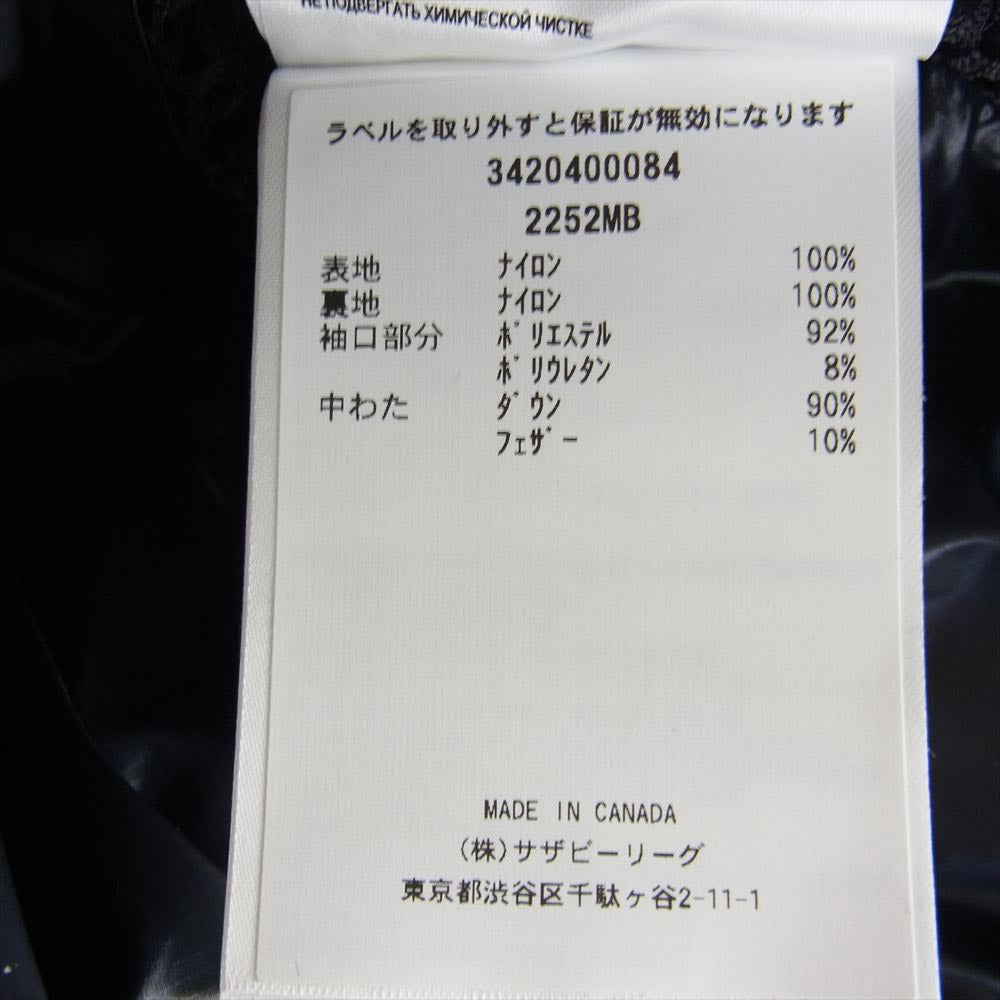 НЕ ПОДВЕРГАТЬ ХИМИЧЕСКОЙ ЧИСТКЕ
ラベルを取り外すと保証が無効になります
3420400084
2252MB
表地 ﾅｲﾛﾝ 100%
裏地 ﾅｲﾛﾝ 100%
袖口部分 ﾎﾟﾘｴｽﾃﾙ 92%
ﾎﾟﾘｳﾚﾀﾝ 8%
中わた ﾀﾞｳﾝ 90%
ﾌｪｻﾞｰ 10%
MADE IN CANADA
(株)サザビーリーグ
東京都渋谷区千駄ヶ谷2-11-1